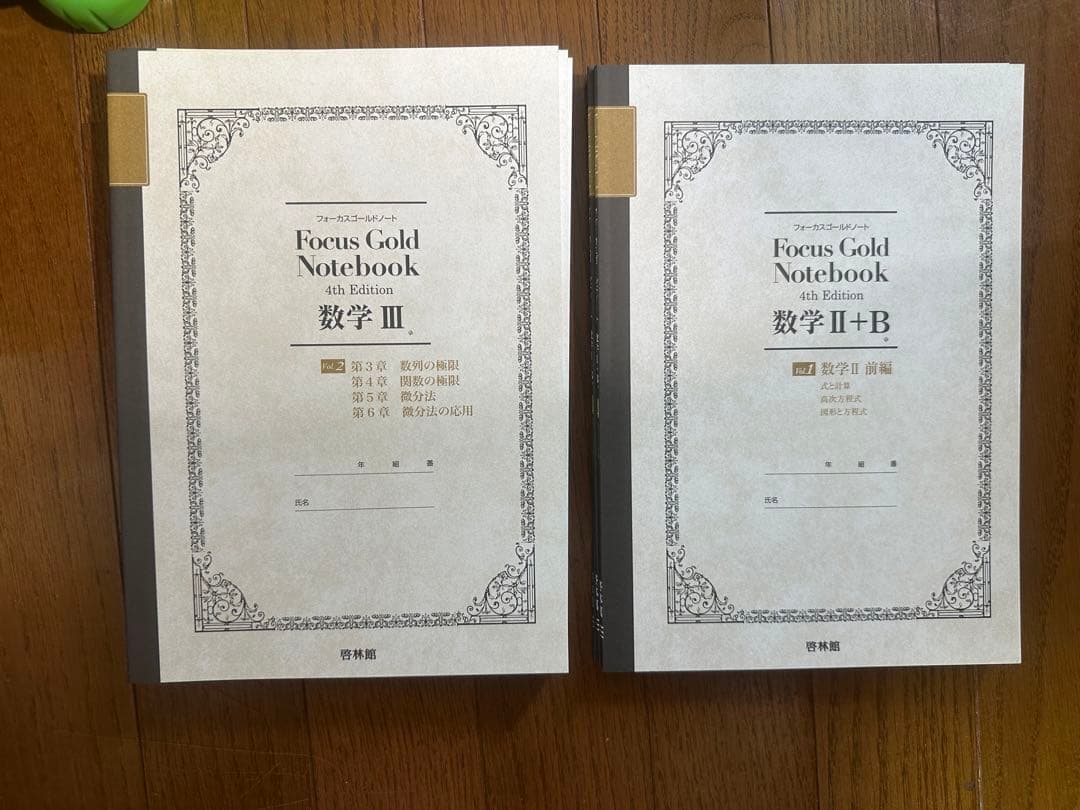 フォーカスゴールドノート
Focus Gold
Notebook
4th Edition
数学 III
Vol.2 第3章 数列の極限
第4章 関数の極限
第5章 微分法
第6章 微分法の応用
年 組 番
氏名
啓林館
フォーカスゴールドノート
Focus Gold
Notebook
4th Edition
数学 II+B
Vol.1 数学II 前編
式と計算
高次方程式
図形と方程式
年 組 番
氏名
啓林館